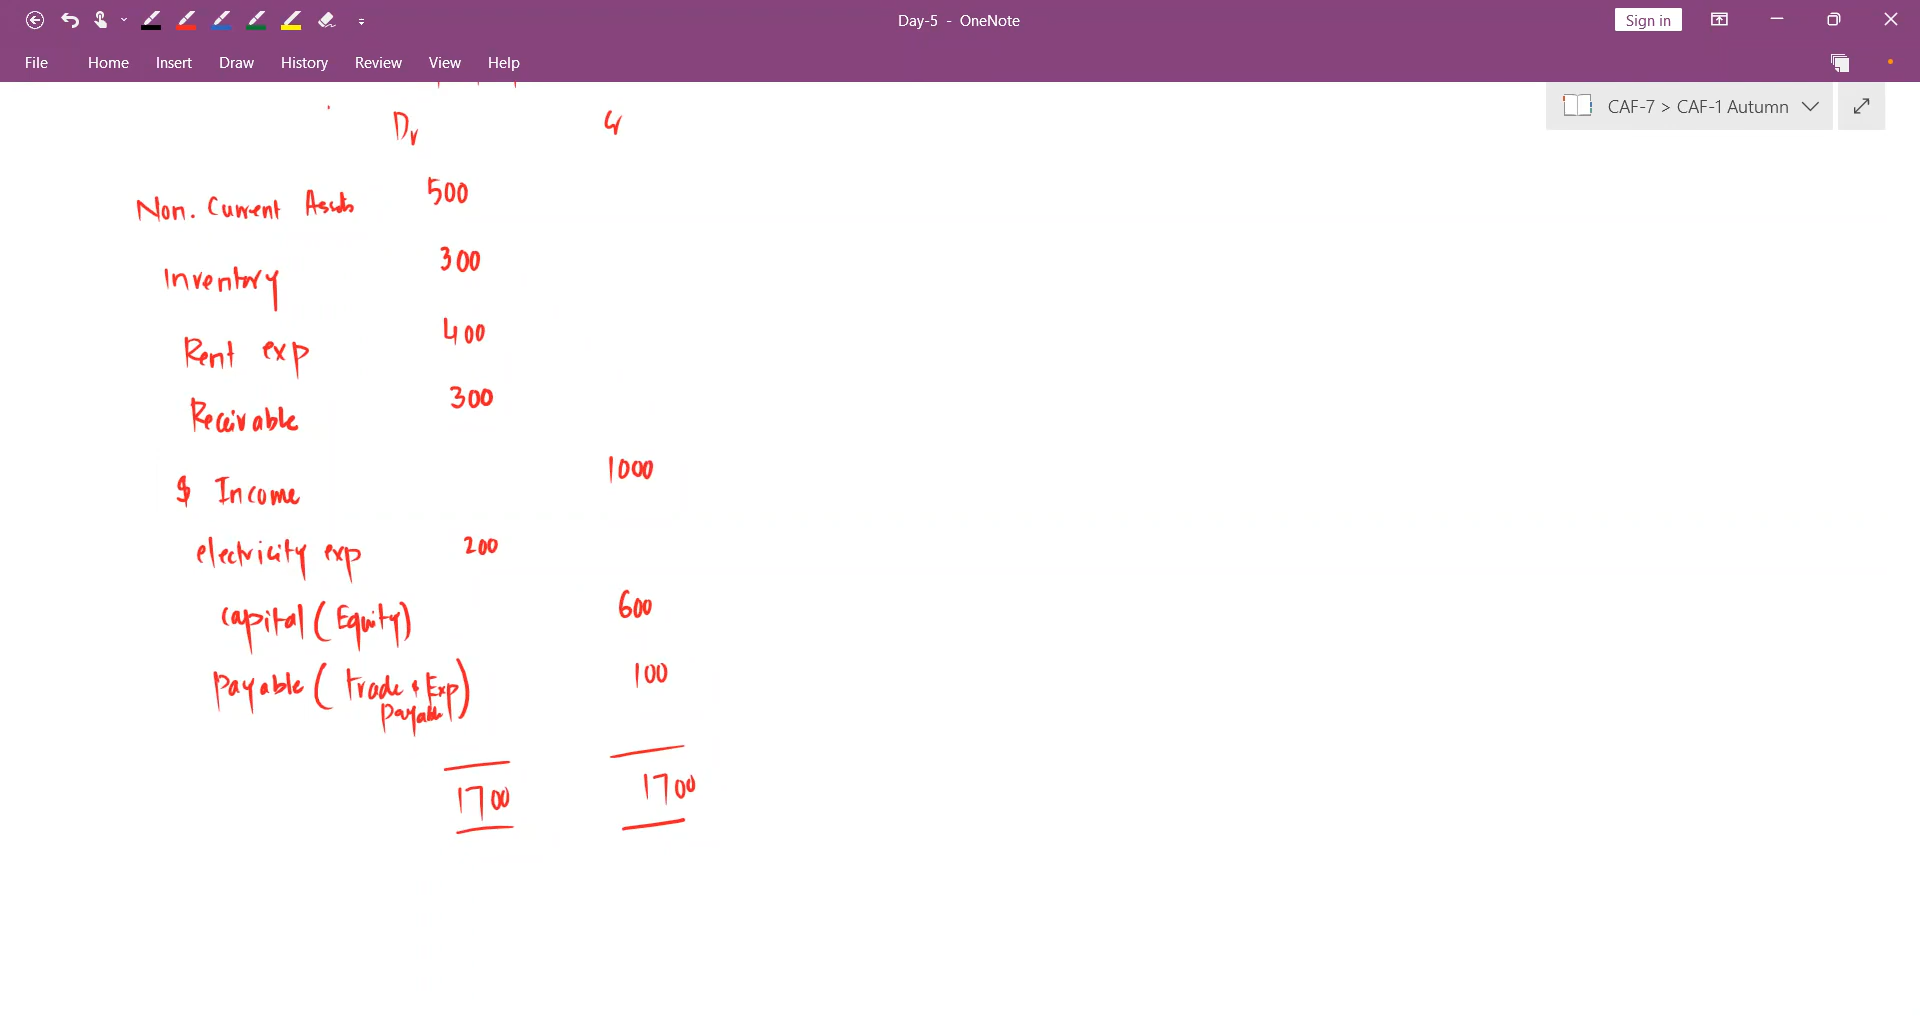 Day-5 - OneNote
Sign in
File Home Insert Draw History Review View Help
CAF-7 > CAF-1 Autumn
Dr Cr
Non. Current Assets 500
Inventory 300
Rent exp 400
Receivable 300
$ Income 1000
electricity exp 200
Capital (Equity) 600
Payable (trade & Exp 100
payable)
1700 1700